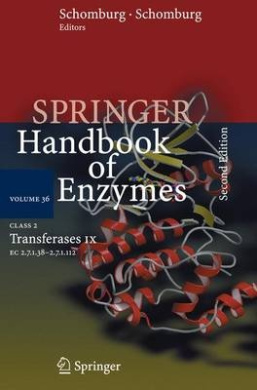 Schomburg · Schomburg
Editors
SPRINGER
Handbook
of
Enzymes
Second Edition
VOLUME 36
CLASS 2
Transferases IX
EC 2.7.1.38–2.7.1.112
Springer